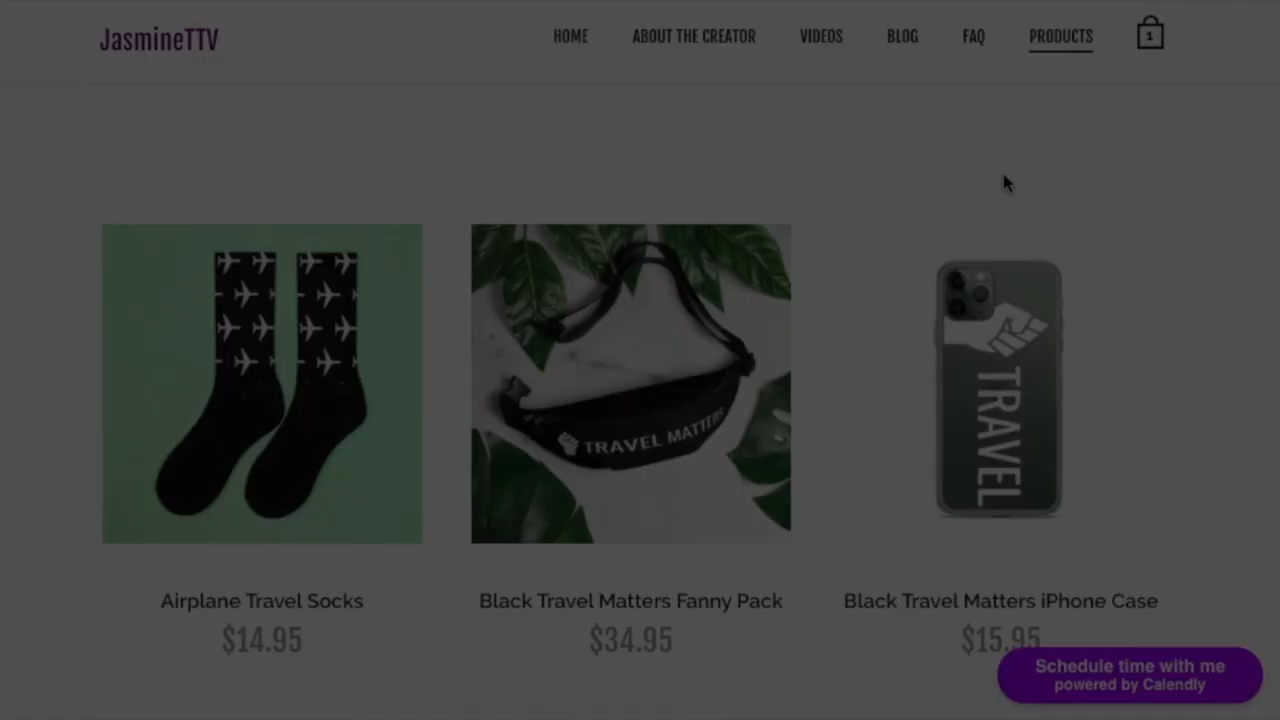 JasmineTTV
HOME ABOUT THE CREATOR VIDEOS BLOG FAQ PRODUCTS 1
TRAVEL MATTERS
TRAVEL
Airplane Travel Socks
$14.95
Black Travel Matters Fanny Pack
$34.95
Black Travel Matters iPhone Case
$15.95
Schedule time with me
powered by Calendly